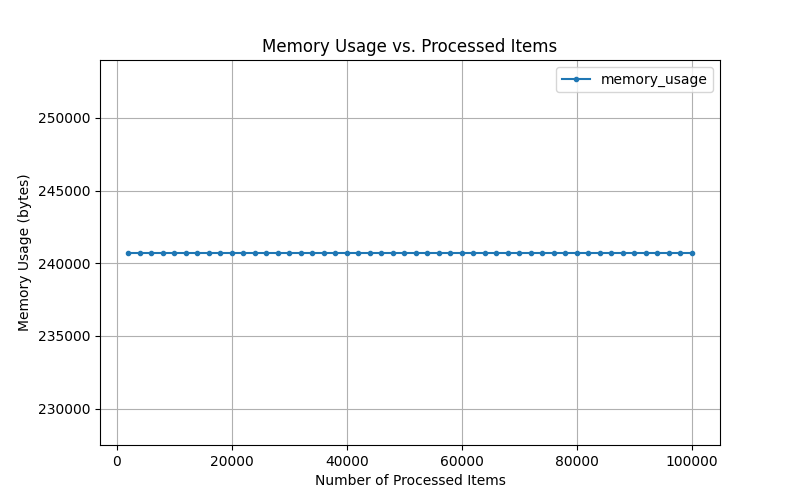 Memory Usage vs. Processed Items
memory_usage
250000
245000
240000
235000
230000
Memory Usage (bytes)
0 20000 40000 60000 80000 100000
Number of Processed Items